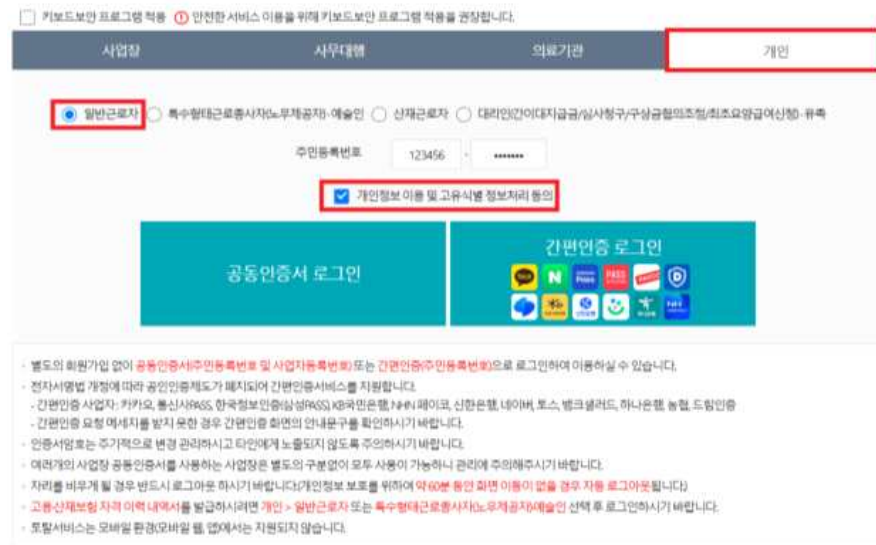 키보드보안 프로그램 적용 ! 안전한 서비스 이용을 위해 키보드보안 프로그램 적용을 권장합니다.
사업장 사무대행 의료기관 개인
일반근로자 특수형태근로종사자(노무제공자)·예술인 산재근로자 대리인(간이대지급금/심사청구/구상금협의조정/최초요양급여신청)·유족
주민등록번호 123456 - •••••••
개인정보 이용 및 고유식별 정보처리 동의
공동인증서 로그인
간편인증 로그인
N PASS
· 별도의 회원가입 없이 공동인증서(주민등록번호 및 사업자등록번호) 또는 간편인증(주민등록번호)으로 로그인하여 이용하실 수 있습니다.
· 전자서명법 개정에 따라 공인인증제도가 폐지되어 간편인증서비스를 지원합니다.
- 간편인증 사업자 : 카카오, 통신사PASS, 한국정보인증(삼성PASS), KB국민은행, NHN 페이코, 신한은행, 네이버, 토스, 뱅크샐러드, 하나은행, 농협, 드림인증
- 간편인증 요청 메세지를 받지 못한 경우 간편인증 화면의 안내문구를 확인하시기 바랍니다.
· 인증서암호는 주기적으로 변경 관리하시고 타인에게 노출되지 않도록 주의하시기 바랍니다.
· 여러개의 사업장 공동인증서를 사용하는 사업장은 별도의 구분없이 모두 사용이 가능하니 관리에 주의해주시기 바랍니다.
· 자리를 비우게 될 경우 반드시 로그아웃 하시기 바랍니다.(개인정보 보호를 위하여 약 60분 동안 화면 이동이 없을 경우 자동 로그아웃됩니다.)
· 고용산재보험 자격 이력 내역서를 발급하시려면 개인 > 일반근로자 또는 특수형태근로종사자(노무제공자)예술인 선택 후 로그인하시기 바랍니다.
· 토탈서비스는 모바일 환경(모바일 웹, 앱)에서는 지원되지 않습니다.